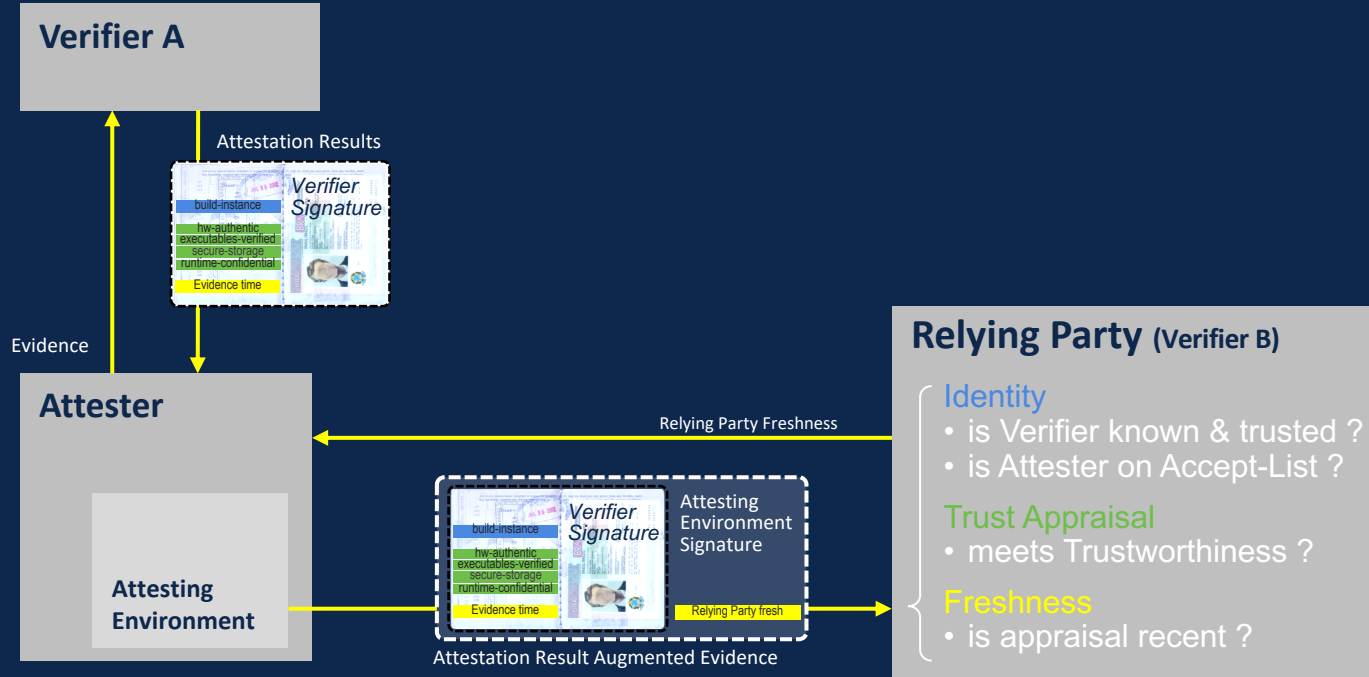 Verifier A
Attestation Results
Verifier
Signature
build-instance
hw-authentic
executables-verified
secure-storage
runtime-confidential
Evidence time
Evidence
Attester
Attesting
Environment
Relying Party Freshness
Verifier
Signature
build-instance
hw-authentic
executables-verified
secure-storage
runtime-confidential
Evidence time
Attesting
Environment
Signature
Relying Party fresh
Attestation Result Augmented Evidence
Relying Party (Verifier B)
Identity
• is Verifier known & trusted ?
• is Attester on Accept-List ?
Trust Appraisal
• meets Trustworthiness ?
Freshness
• is appraisal recent ?